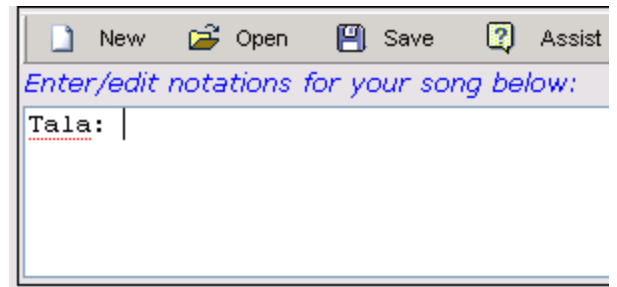 New Open Save Assist
Enter/edit notations for your song below:
Tala: